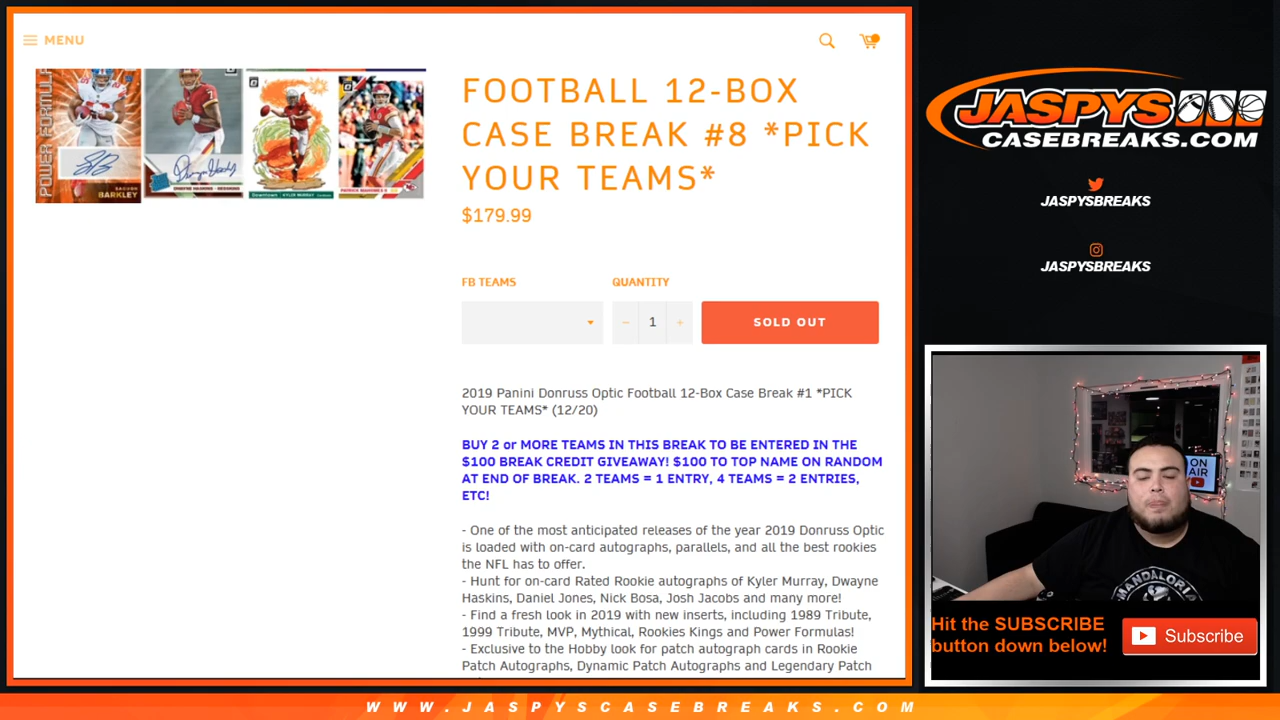 MENU
FOOTBALL 12-BOX
CASE BREAK #8 *PICK
YOUR TEAMS*
$179.99
FB TEAMS
QUANTITY
1
SOLD OUT
2019 Panini Donruss Optic Football 12-Box Case Break #1 *PICK
YOUR TEAMS* (12/20)
BUY 2 or MORE TEAMS IN THIS BREAK TO BE ENTERED IN THE
$100 BREAK CREDIT GIVEAWAY! $100 TO TOP NAME ON RANDOM
AT END OF BREAK. 2 TEAMS = 1 ENTRY, 4 TEAMS = 2 ENTRIES,
ETC!
- One of the most anticipated releases of the year 2019 Donruss Optic
is loaded with on-card autographs, parallels, and all the best rookies
the NFL has to offer.
- Hunt for on-card Rated Rookie autographs of Kyler Murray, Dwayne
Haskins, Daniel Jones, Nick Bosa, Josh Jacobs and many more!
- Find a fresh look in 2019 with new inserts, including 1989 Tribute,
1999 Tribute, MVP, Mythical, Rookies Kings and Power Formulas!
- Exclusive to the Hobby look for patch autograph cards in Rookie
Patch Autographs, Dynamic Patch Autographs and Legendary Patch
POWER FORMULA
BARKLEY
JASPYS
CASEBREAKS.COM
JASPYSBREAKS
JASPYSBREAKS
ON
AIR
MANDALORIAN
Hit the SUBSCRIBE
button down below!
Subscribe
WWW.JASPYSCASEBREAKS.COM